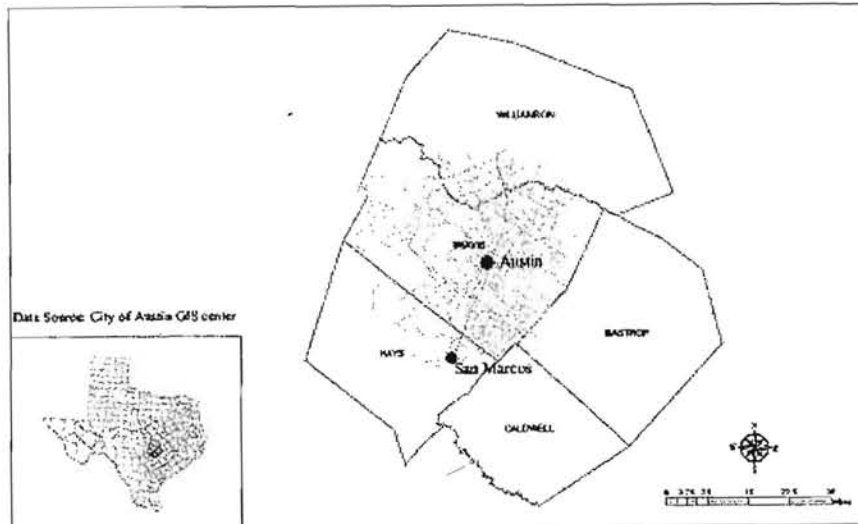 WILLIAMSON
TRAVIS
Austin
Data Source: City of Austin GIS center
BASTROP
HAYS
San Marcos
CALDWELL